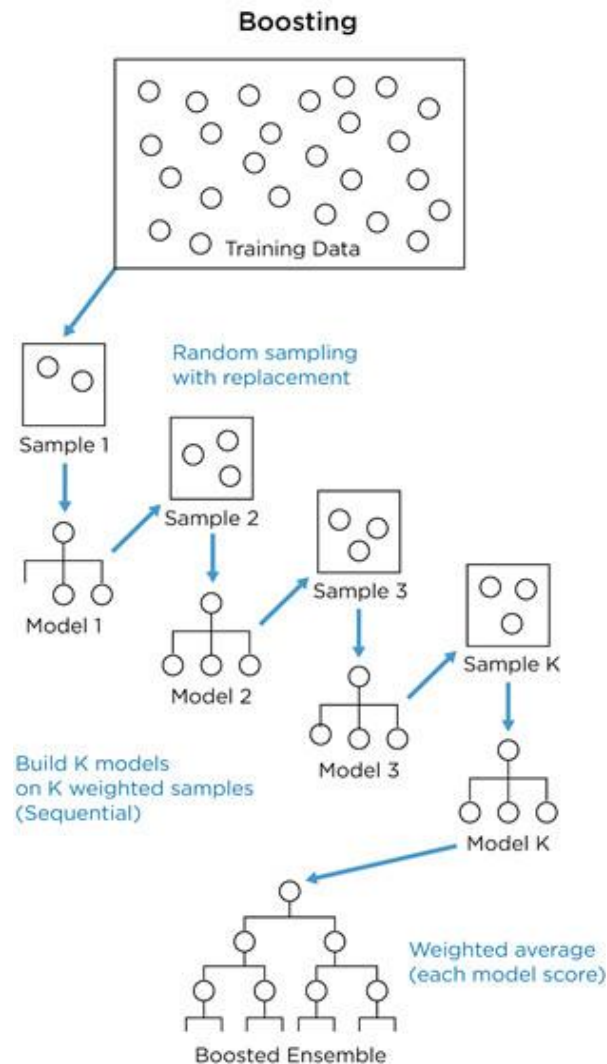 Boosting
Training Data
Random sampling
with replacement
Sample 1
Sample 2
Sample 3
Sample K
Model 1
Model 2
Model 3
Model K
Build K models
on K weighted samples
(Sequential)
Weighted average
(each model score)
Boosted Ensemble